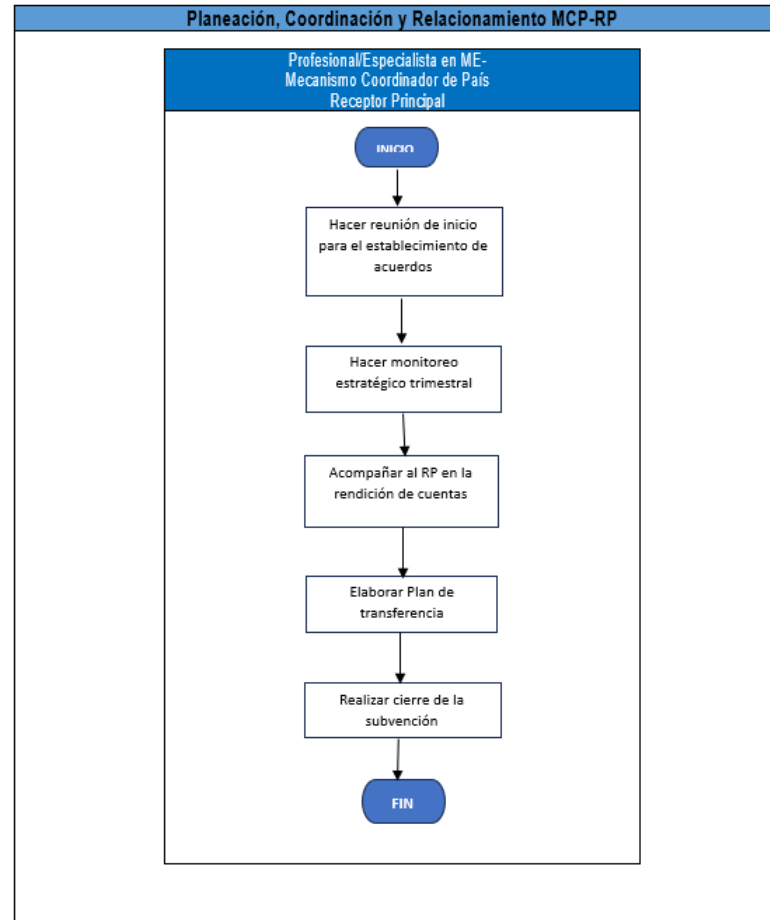 Planeación, Coordinación y Relacionamiento MCP-RP
Profesional/Especialista en ME-
Mecanismo Coordinador de País
Receptor Principal
INICIO
Hacer reunión de inicio
para el establecimiento de
acuerdos
Hacer monitoreo
estratégico trimestral
Acompañar al RP en la
rendición de cuentas
Elaborar Plan de
transferencia
Realizar cierre de la
subvención
FIN